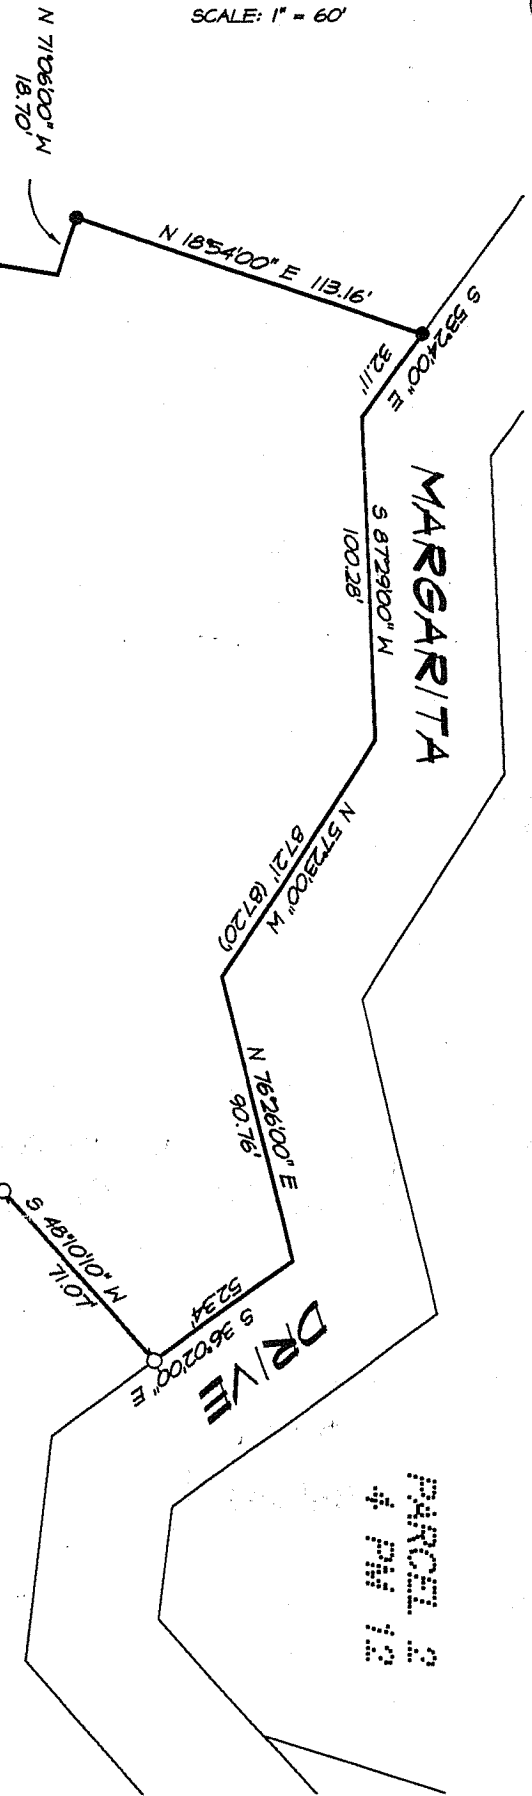 SCALE: 1" = 60'
N 71°06'00" W
18.70'
N 18°54'00" E 113.16'
S 53°24'00" E
32.11'
MARGARITA
S 87°29'00" W
100.28'
N 57°23'00" W
87.21' (87.20')
N 76°26'00" E
90.76'
S 48°10'10" W
71.07'
52.34'
S 36°02'00" E
DRIVE
PARCEL 2
4 PM 12